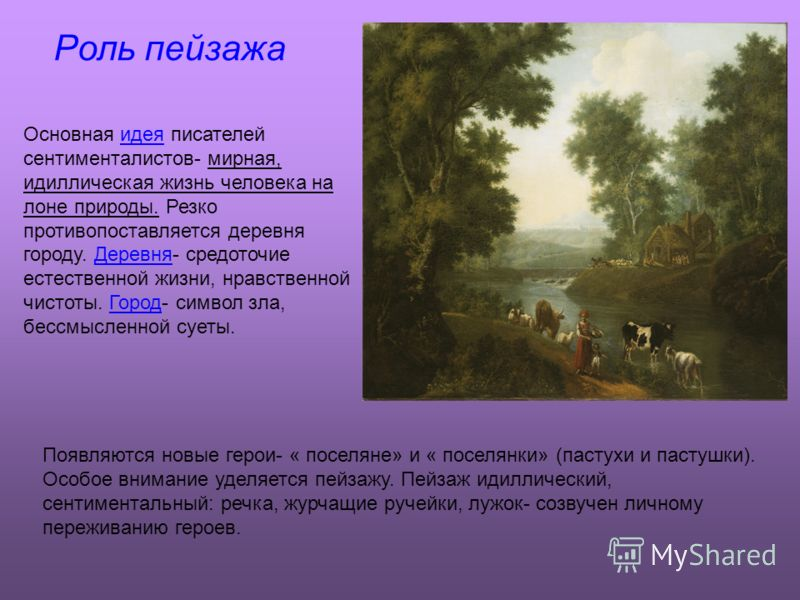 Роль пейзажа
Основная идея писателей
сентименталистов- мирная,
идиллическая жизнь человека на
лоне природы. Резко
противопоставляется деревня
городу. Деревня- средоточие
естественной жизни, нравственной
чистоты. Город- символ зла,
бессмысленной суеты.
Появляются новые герои- « поселяне» и « поселянки» (пастухи и пастушки).
Особое внимание уделяется пейзажу. Пейзаж идиллический,
сентиментальный: речка, журчащие ручейки, лужок- созвучен личному
переживанию героев.
MyShared